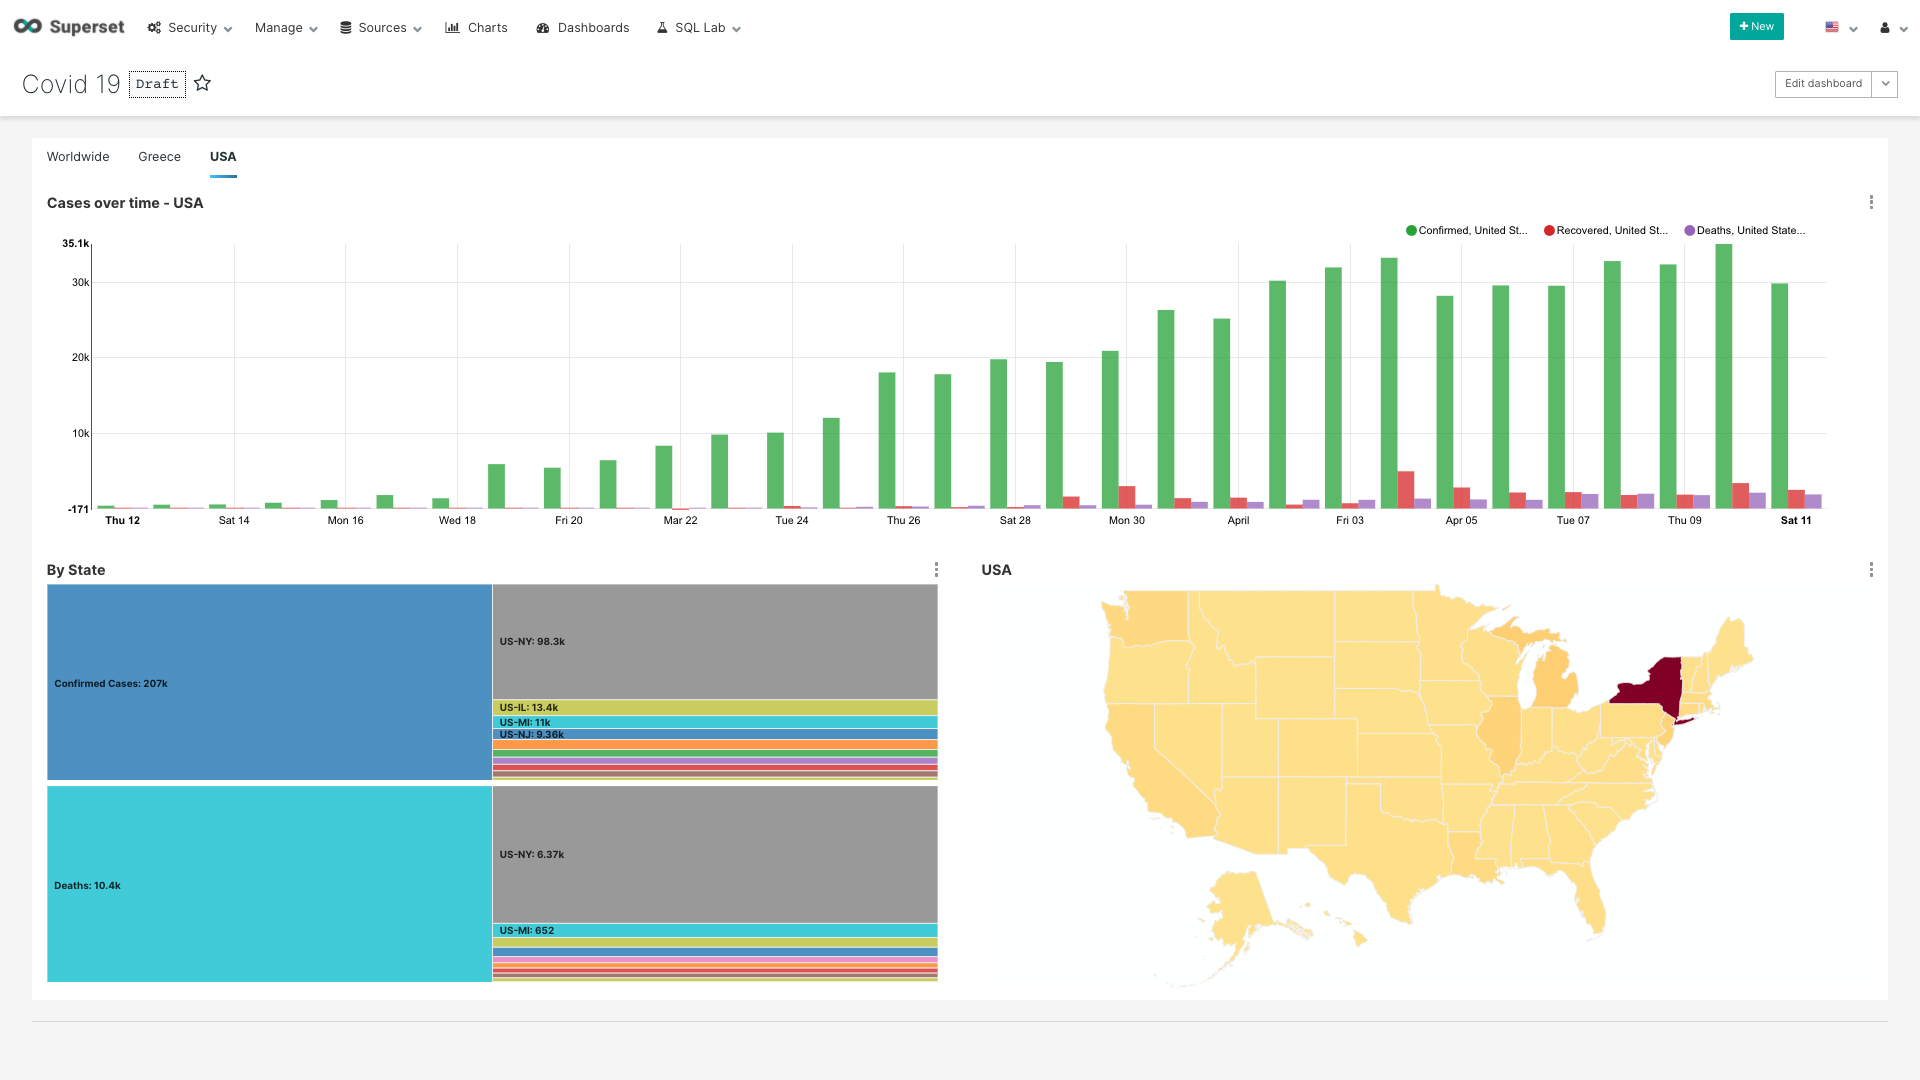 Superset Security Manage Sources Charts Dashboards SQL Lab + New
Covid 19 Draft Edit dashboard
Worldwide Greece USA
Cases over time - USA
Confirmed, United St... Recovered, United St... Deaths, United State...
35.1k
30k
20k
10k
-171
Thu 12 Sat 14 Mon 16 Wed 18 Fri 20 Mar 22 Tue 24 Thu 26 Sat 28 Mon 30 April Fri 03 Apr 05 Tue 07 Thu 09 Sat 11
By State
Confirmed Cases: 207k
US-NY: 98.3k
US-IL: 13.4k
US-MI: 11k
US-NJ: 9.36k
Deaths: 10.4k
US-NY: 6.37k
US-MI: 652
USA